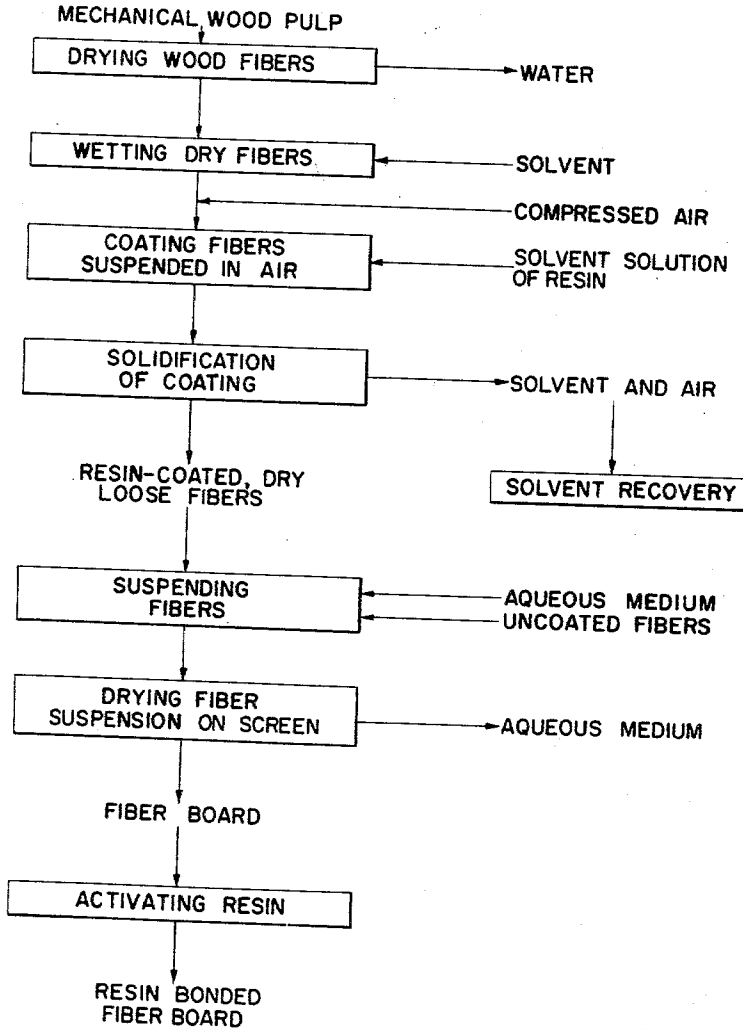 MECHANICAL WOOD PULP
DRYING WOOD FIBERS
WATER
WETTING DRY FIBERS
SOLVENT
COMPRESSED AIR
COATING FIBERS
SUSPENDED IN AIR
SOLVENT SOLUTION
OF RESIN
SOLIDIFICATION
OF COATING
SOLVENT AND AIR
RESIN-COATED, DRY
LOOSE FIBERS
SOLVENT RECOVERY
SUSPENDING
FIBERS
AQUEOUS MEDIUM
UNCOATED FIBERS
DRYING FIBER
SUSPENSION ON SCREEN
AQUEOUS MEDIUM
FIBER BOARD
ACTIVATING RESIN
RESIN BONDED
FIBER BOARD